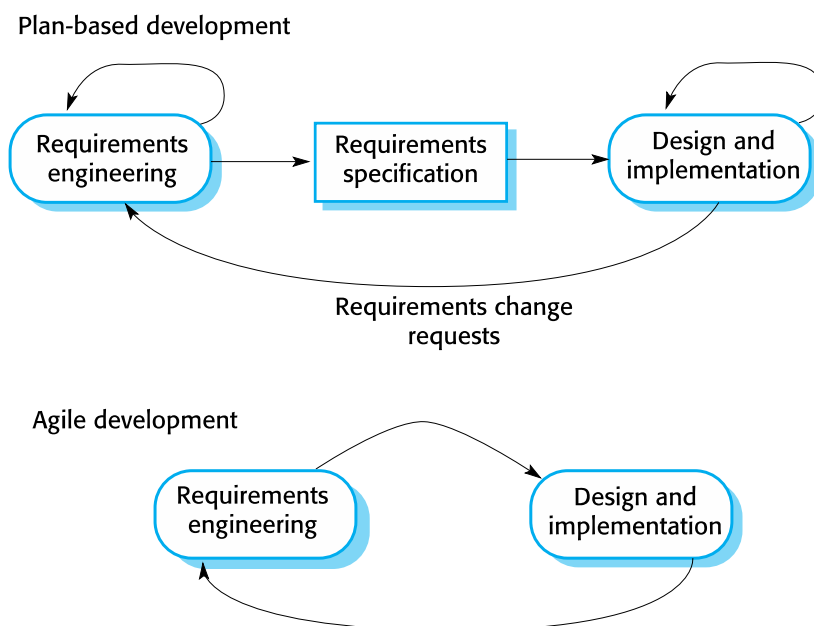 Plan-based development
Requirements
engineering
Requirements
specification
Design and
implementation
Requirements change
requests
Agile development
Requirements
engineering
Design and
implementation